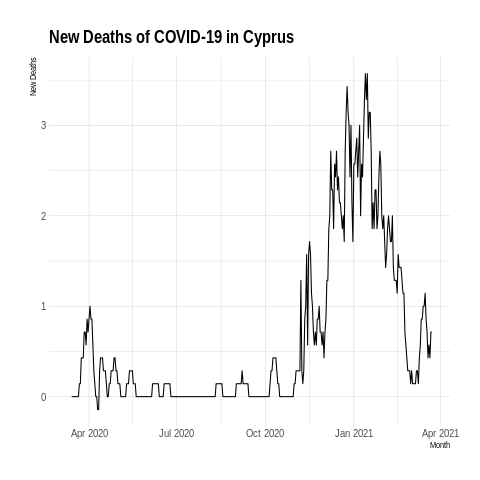 New Deaths of COVID-19 in Cyprus
New Deaths
3
2
1
0
Apr 2020 Jul 2020 Oct 2020 Jan 2021 Apr 2021
Month